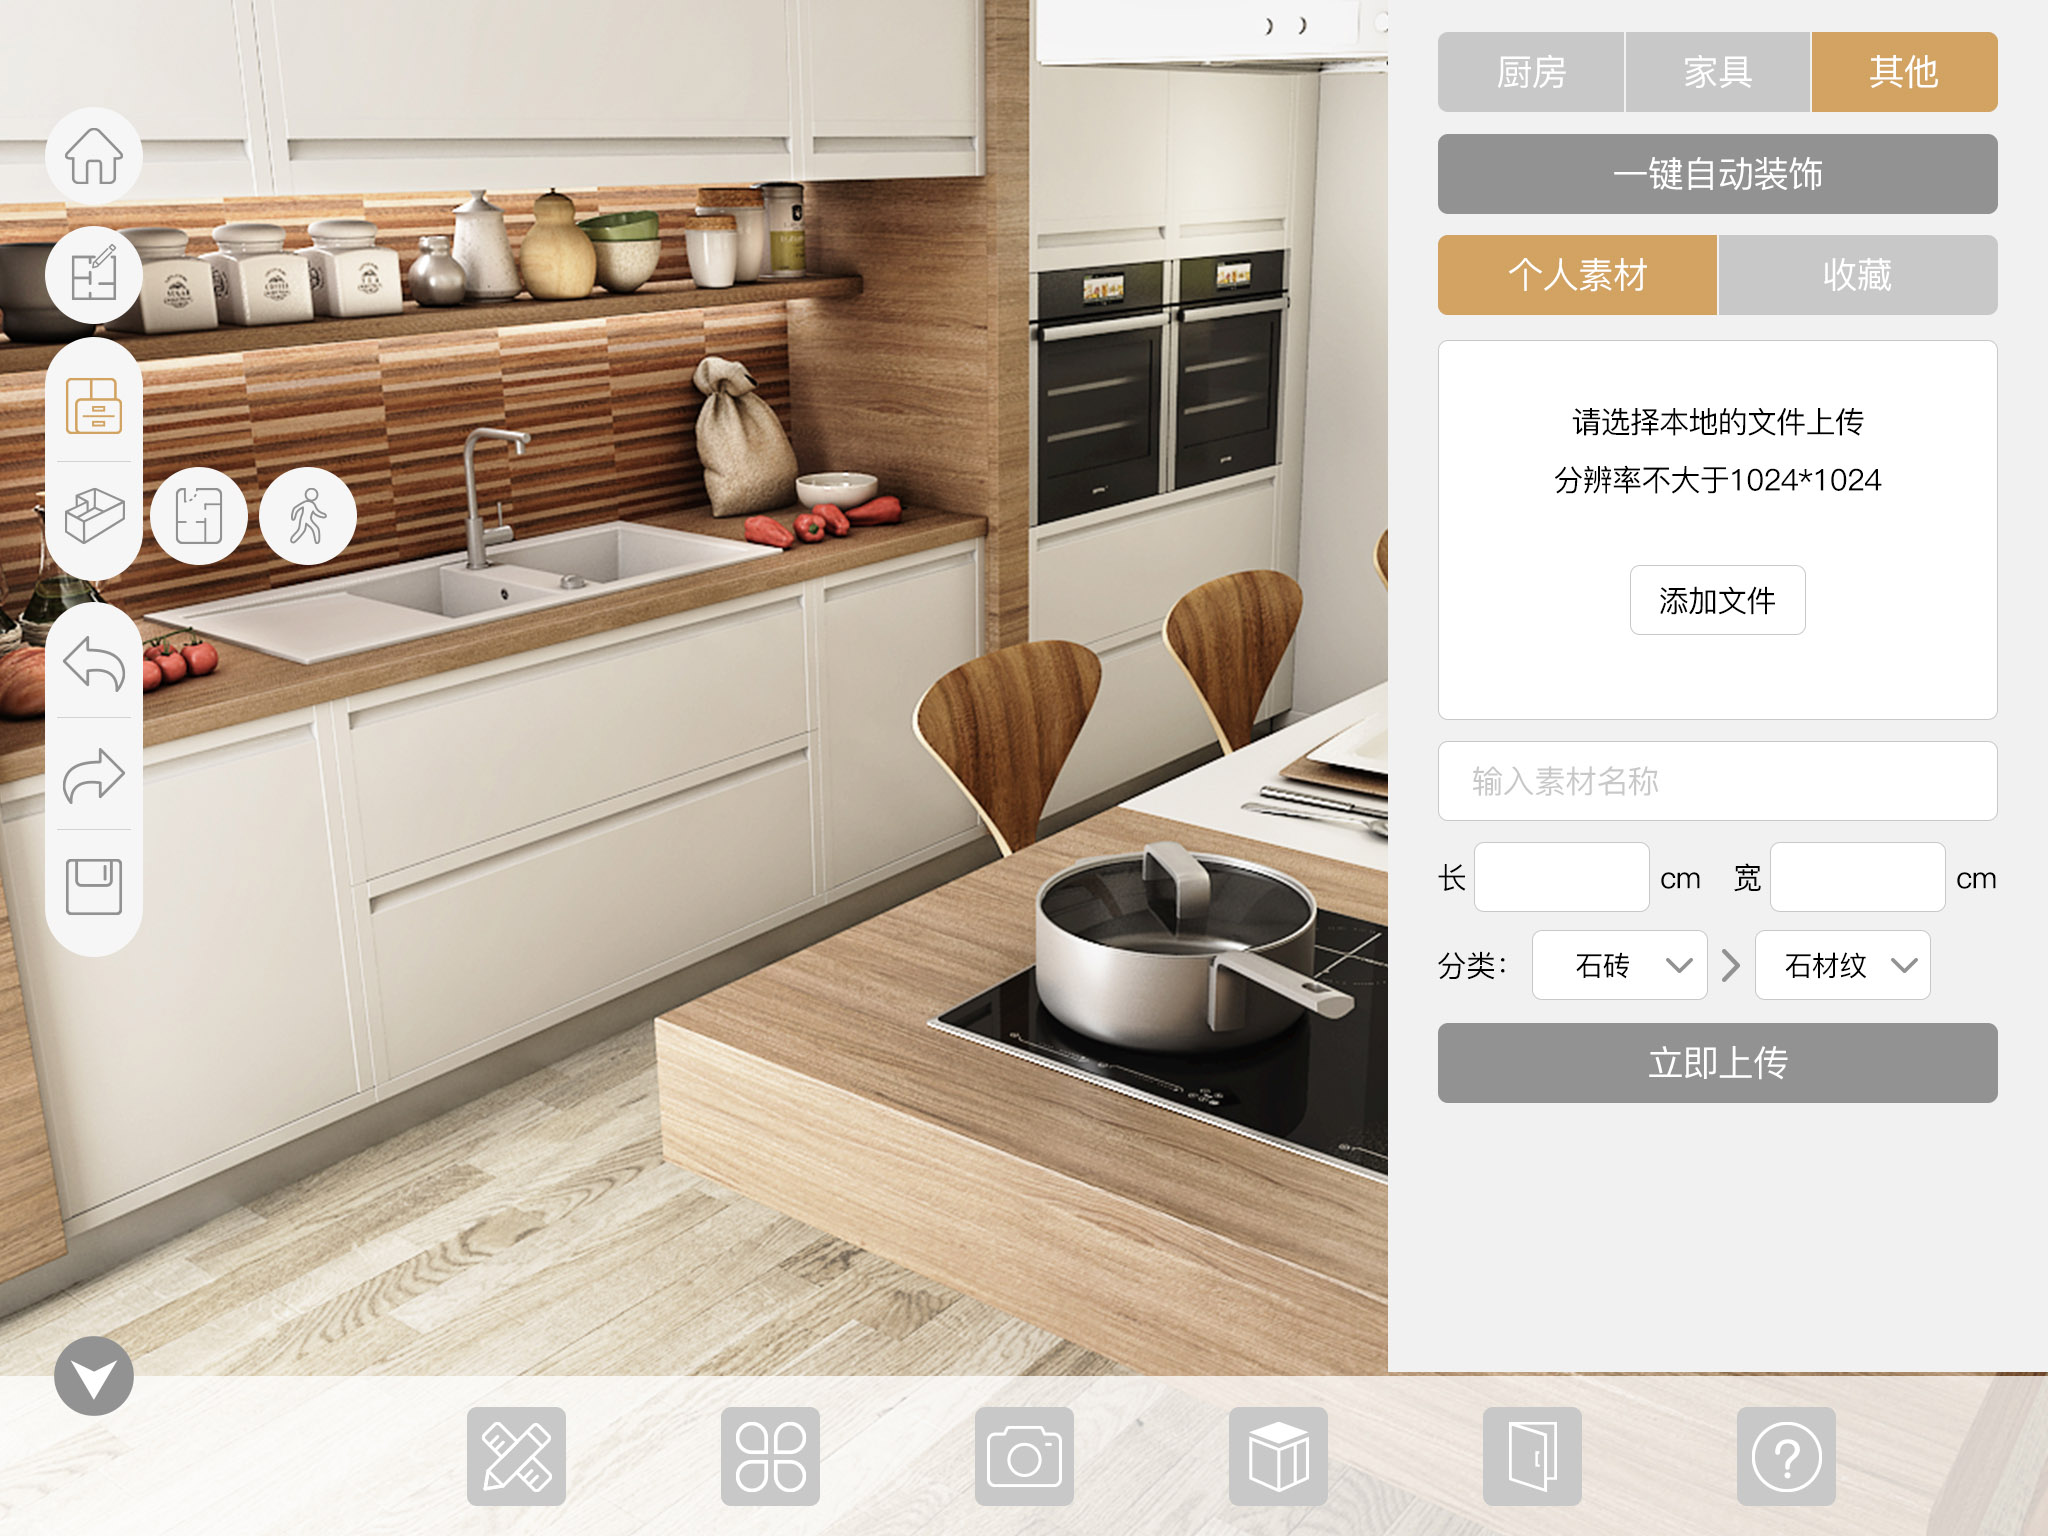 厨房
家具
其他
一键自动装饰
个人素材
收藏
请选择本地的文件上传
分辨率不大于1024*1024
添加文件
输入素材名称
长 cm 宽 cm
分类： 石砖 石材纹
立即上传